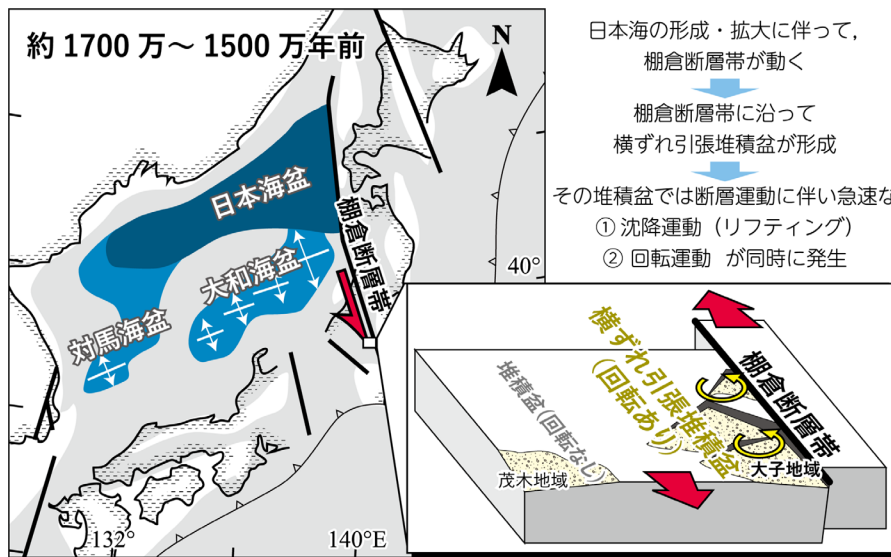 約 1700 万～ 1500 万年前
N
日本海盆
大和海盆
対馬海盆
棚倉断層帯
40°
132°
140°E
日本海の形成・拡大に伴って,
棚倉断層帯が動く
棚倉断層帯に沿って
横ずれ引張堆積盆が形成
その堆積盆では断層運動に伴い急速な
① 沈降運動（リフティング）
② 回転運動 が同時に発生
横ずれ引張堆積盆
(回転あり)
棚倉断層帯
堆積盆(回転なし)
茂木地域
大子地域